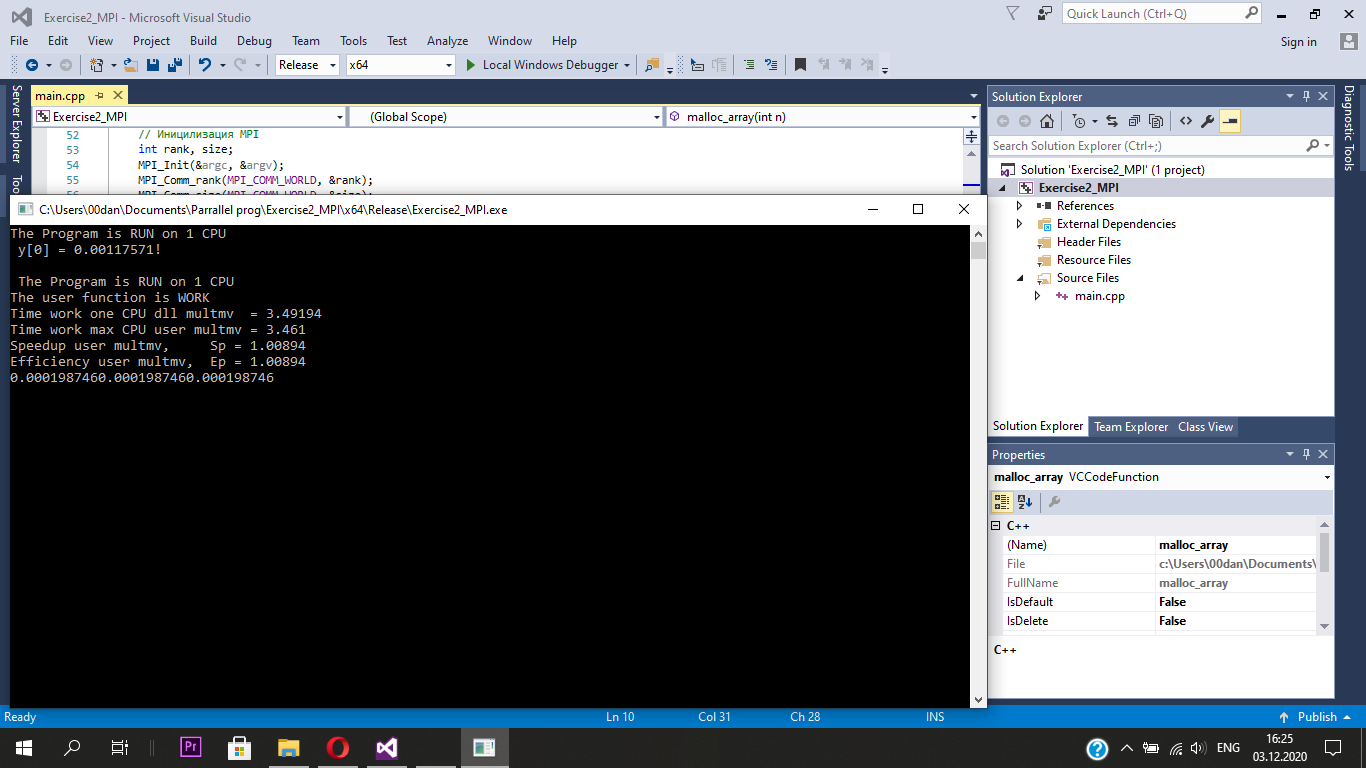 Exercise2_MPI - Microsoft Visual Studio
Quick Launch (Ctrl+Q)
File Edit View Project Build Debug Team Tools Test Analyze Window Help
Sign in
Release x64 Local Windows Debugger
Server Explorer
main.cpp
Exercise2_MPI (Global Scope) malloc_array(int n)
52 // Инициализация MPI
53 int rank, size;
54 MPI_Init(&argc, &argv);
55 MPI_Comm_rank(MPI_COMM_WORLD, &rank);
56 MPI_Comm_size(MPI_COMM_WORLD, &size);
C:\Users\00dan\Documents\Parrallel prog\Exercise2_MPI\x64\Release\Exercise2_MPI.exe
The Program is RUN on 1 CPU
y[0] = 0.00117571!
The Program is RUN on 1 CPU
The user function is WORK
Time work one CPU dll multmv = 3.49194
Time work max CPU user multmv = 3.461
Speedup user multmv, Sp = 1.00894
Efficiency user multmv, Ep = 1.00894
0.0001987460.0001987460.000198746
Solution Explorer
Search Solution Explorer (Ctrl+;)
Solution 'Exercise2_MPI' (1 project)
Exercise2_MPI
References
External Dependencies
Header Files
Resource Files
Source Files
main.cpp
Solution Explorer Team Explorer Class View
Properties
malloc_array VCCodeFunction
C++
(Name) malloc_array
File c:\Users\00dan\Documents\
FullName malloc_array
IsDefault False
IsDelete False
C++
Diagnostic Tools
Ready Ln 10 Col 31 Ch 28 INS Publish
Pr
ENG
16:25
03.12.2020